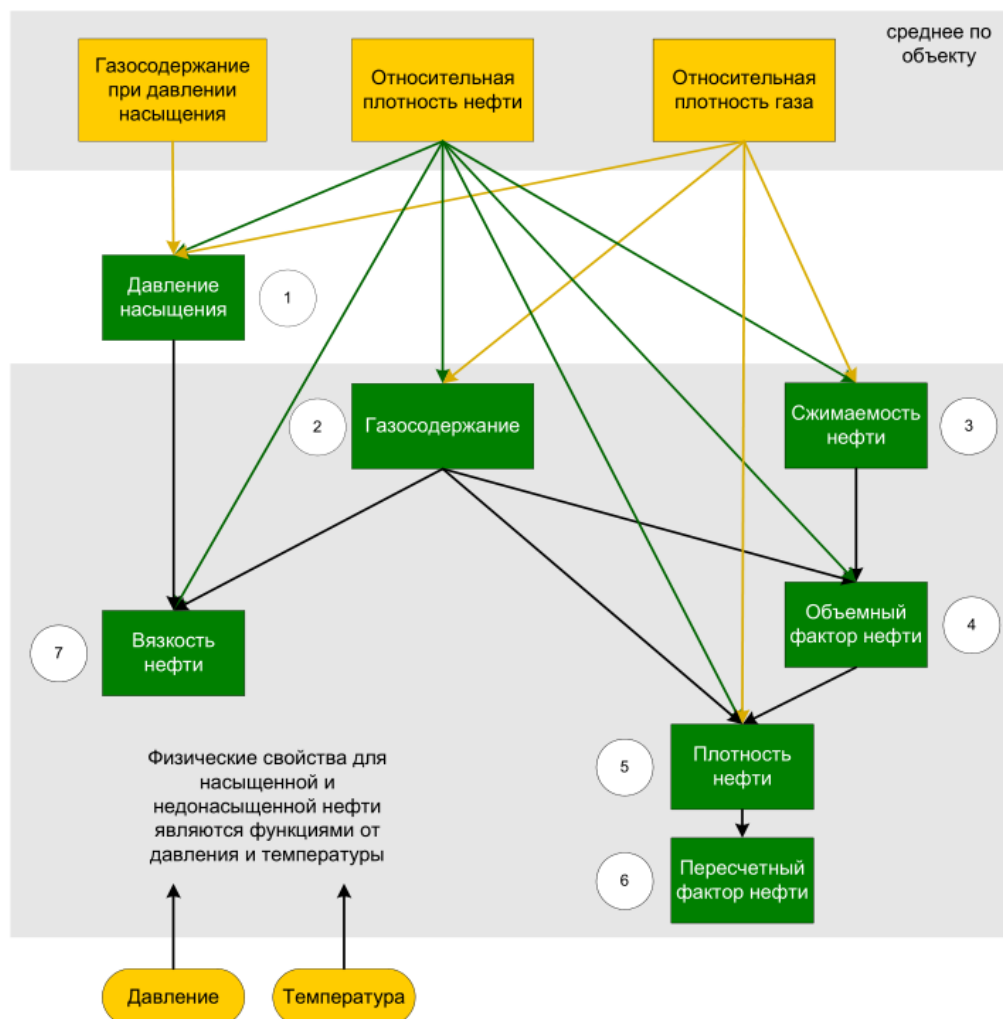 среднее по
объекту
Газосодержание
при давлении
насыщения
Относительная
плотность нефти
Относительная
плотность газа
Давление
насыщения
1
2
Газосодержание
Сжимаемость
нефти
3
Объемный
фактор нефти
4
7
Вязкость
нефти
5
Плотность
нефти
Физические свойства для
насыщенной и
недонасыщенной нефти
являются функциями от
давления и температуры
6
Пересчетный
фактор нефти
Давление
Температура